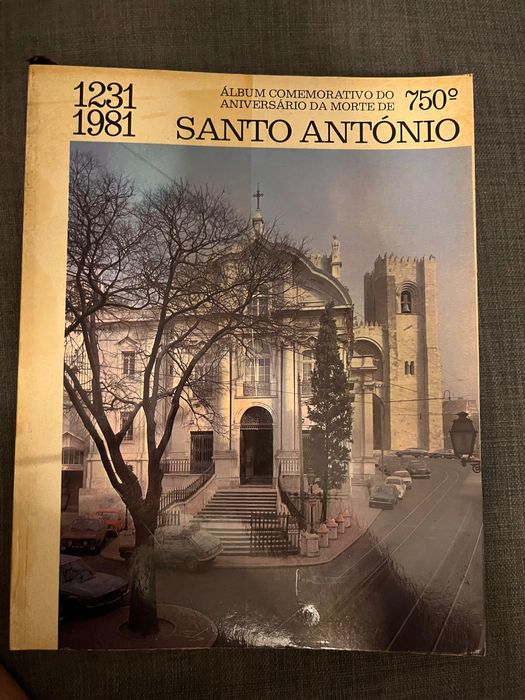 1231
1981
ÁLBUM COMEMORATIVO DO
ANIVERSÁRIO DA MORTE DE
750º
SANTO ANTÓNIO